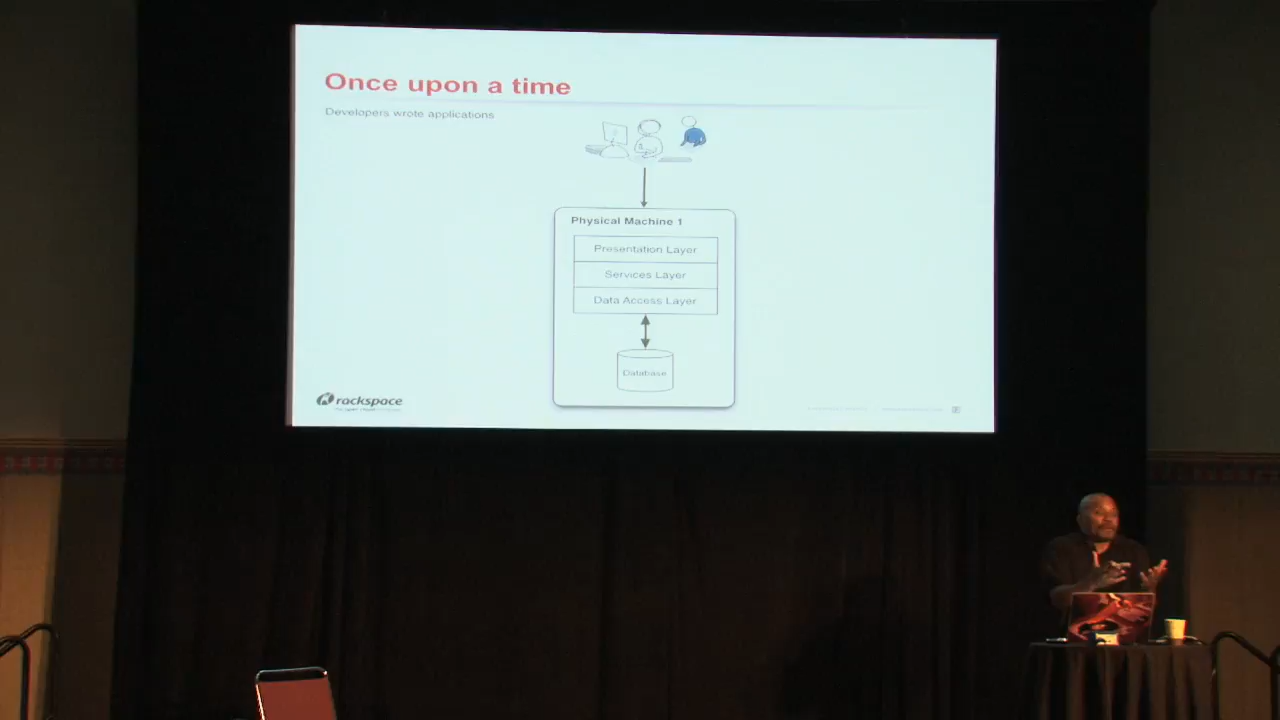 Once upon a time
Developers wrote applications
Physical Machine 1
Presentation Layer
Services Layer
Data Access Layer
Database
rackspace